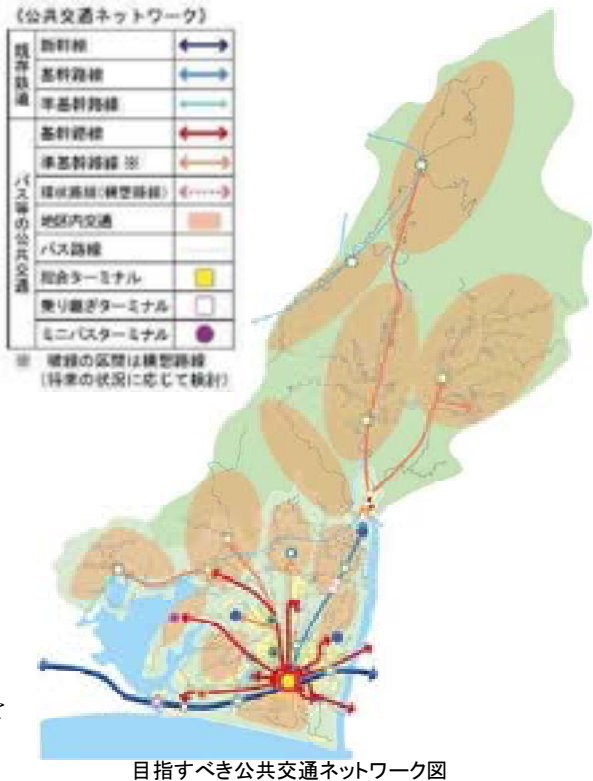 《公共交通ネットワーク》
既存鉄道
新幹線
基幹路線
準基幹路線
バス等の公共交通
基幹路線
準基幹路線 ※
環状路線(構想路線)
地区内交通
バス路線
総合ターミナル
乗り継ぎターミナル
ミニバスターミナル
※ 破線の区間は構想路線
(将来の状況に応じて検討)
目指すべき公共交通ネットワーク図